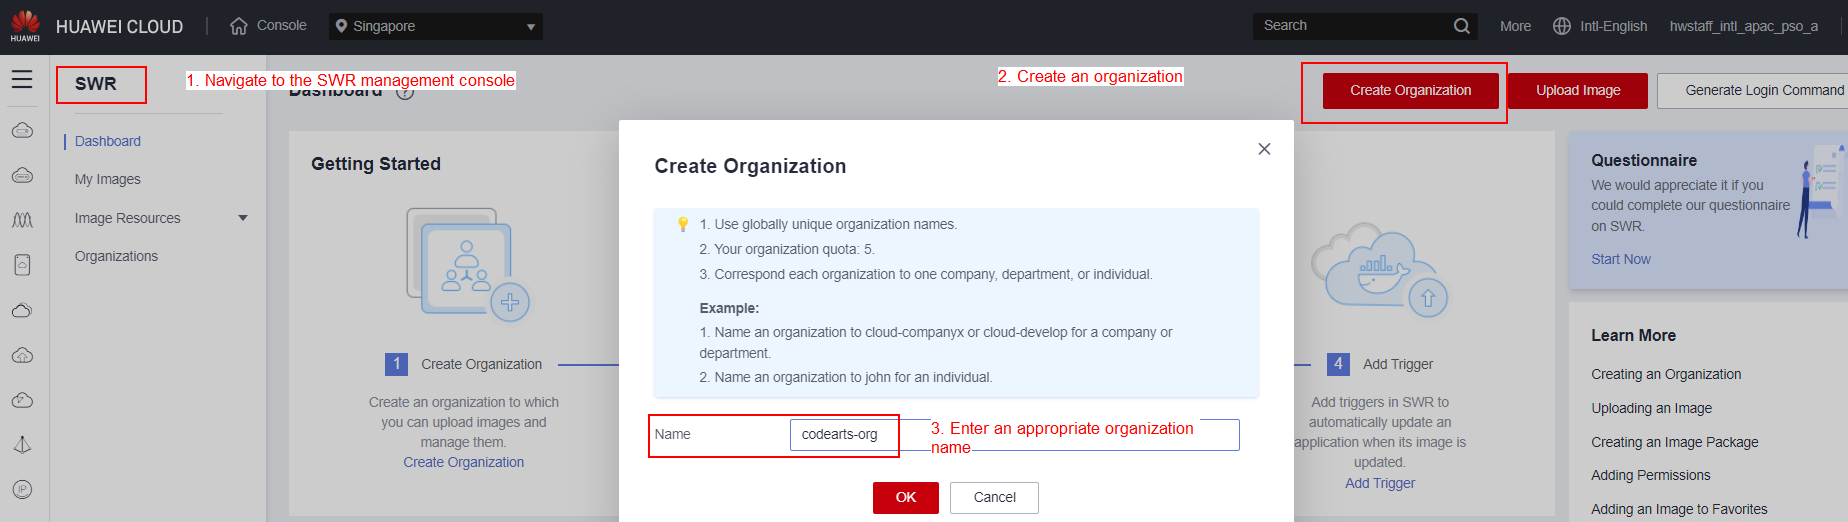 HUAWEI
HUAWEI CLOUD
Console
Singapore
Search
More
Intl-English
hwstaff_intl_apac_pso_a
SWR
1. Navigate to the SWR management console
Dashboard
?
2. Create an organization
Create Organization
Upload Image
Generate Login Command
Dashboard
My Images
Image Resources
Organizations
IP
Getting Started
1
Create Organization
Create an organization to which
you can upload images and
manage them.
Create Organization
Create Organization
1. Use globally unique organization names.
2. Your organization quota: 5.
3. Correspond each organization to one company, department, or individual.
Example:
1. Name an organization to cloud-companyx or cloud-develop for a company or
department.
2. Name an organization to john for an individual.
Name
codearts-org
3. Enter an appropriate organization
name
OK
Cancel
4
Add Trigger
Add triggers in SWR to
automatically update an
application when its image is
updated.
Add Trigger
Questionnaire
We would appreciate it if you
could complete our questionnaire
on SWR.
Start Now
Learn More
Creating an Organization
Uploading an Image
Creating an Image Package
Adding Permissions
Adding an Image to Favorites